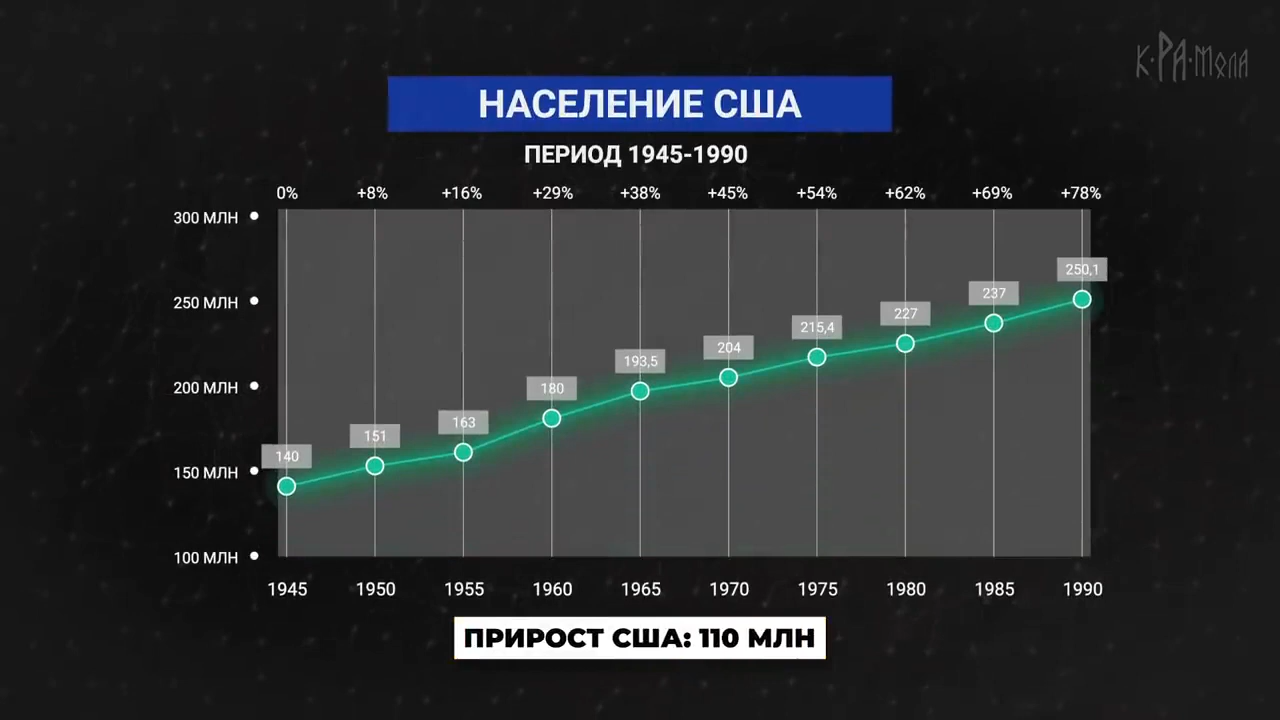 К·РА·МОЛА
НАСЕЛЕНИЕ США
ПЕРИОД 1945-1990
0% +8% +16% +29% +38% +45% +54% +62% +69% +78%
300 МЛН
250 МЛН
200 МЛН
150 МЛН
100 МЛН
140 151 163 180 193,5 204 215,4 227 237 250,1
1945 1950 1955 1960 1965 1970 1975 1980 1985 1990
ПРИРОСТ США: 110 МЛН